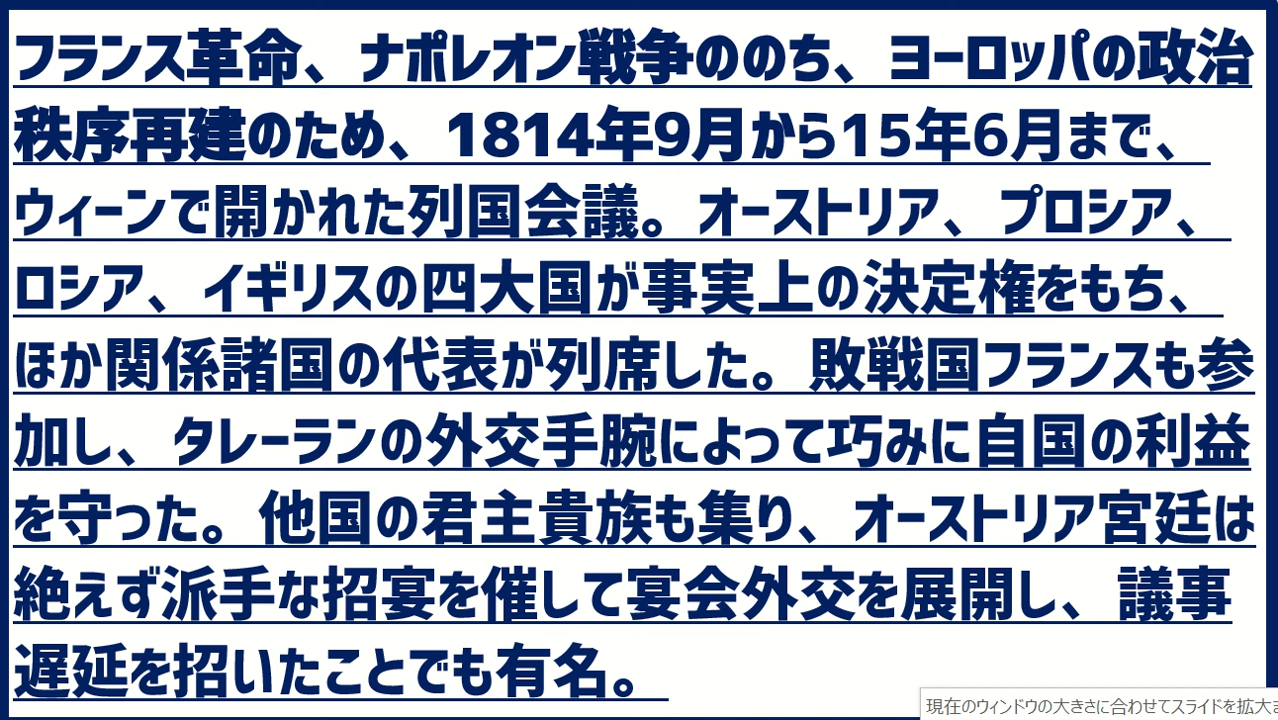 フランス革命、ナポレオン戦争ののち、ヨーロッパの政治
秩序再建のため、1814年9月から15年6月まで、
ウィーンで開かれた列国会議。オーストリア、プロシア、
ロシア、イギリスの四大国が事実上の決定権をもち、
ほか関係諸国の代表が列席した。敗戦国フランスも参
加し、タレーランの外交手腕によって巧みに自国の利益
を守った。他国の君主貴族も集り、オーストリア宮廷は
絶えず派手な招宴を催して宴会外交を展開し、議事
遅延を招いたことでも有名。
現在のウィンドウの大きさに合わせてスライドを拡大ま